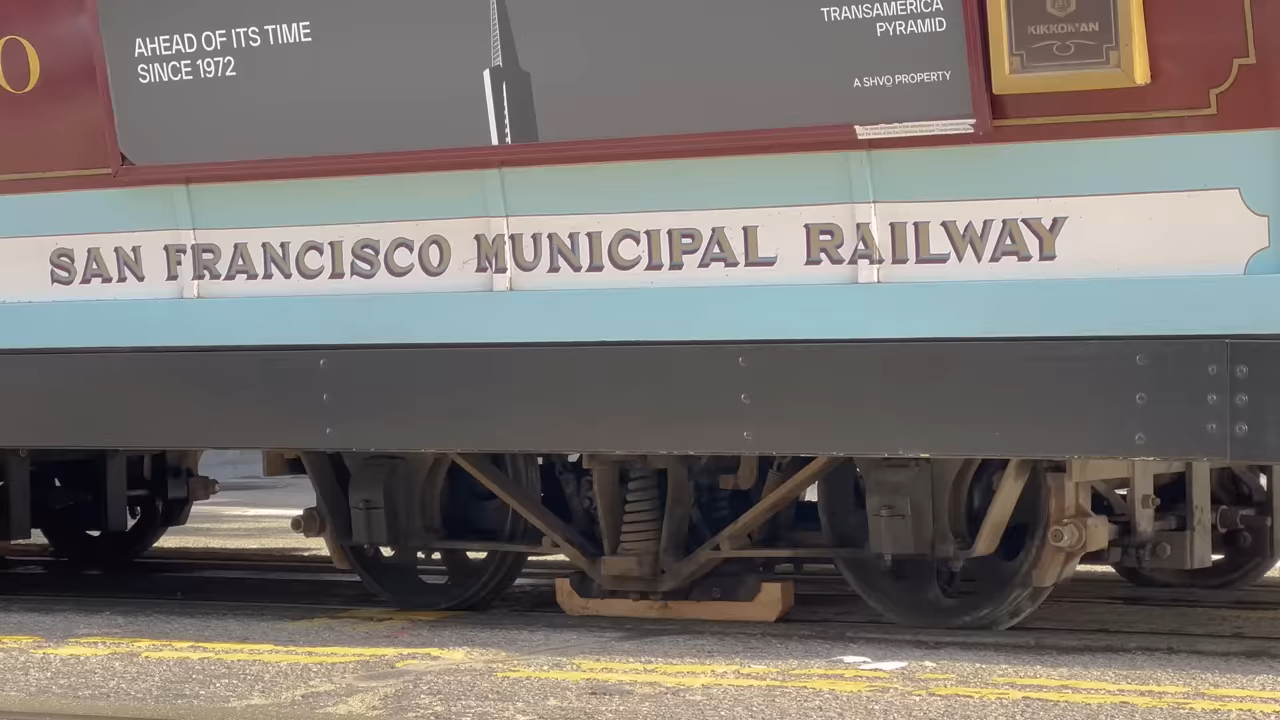 O
AHEAD OF ITS TIME
SINCE 1972
TRANSAMERICA
PYRAMID
A SHVO PROPERTY
KIKKOMAN
SAN FRANCISCO MUNICIPAL RAILWAY